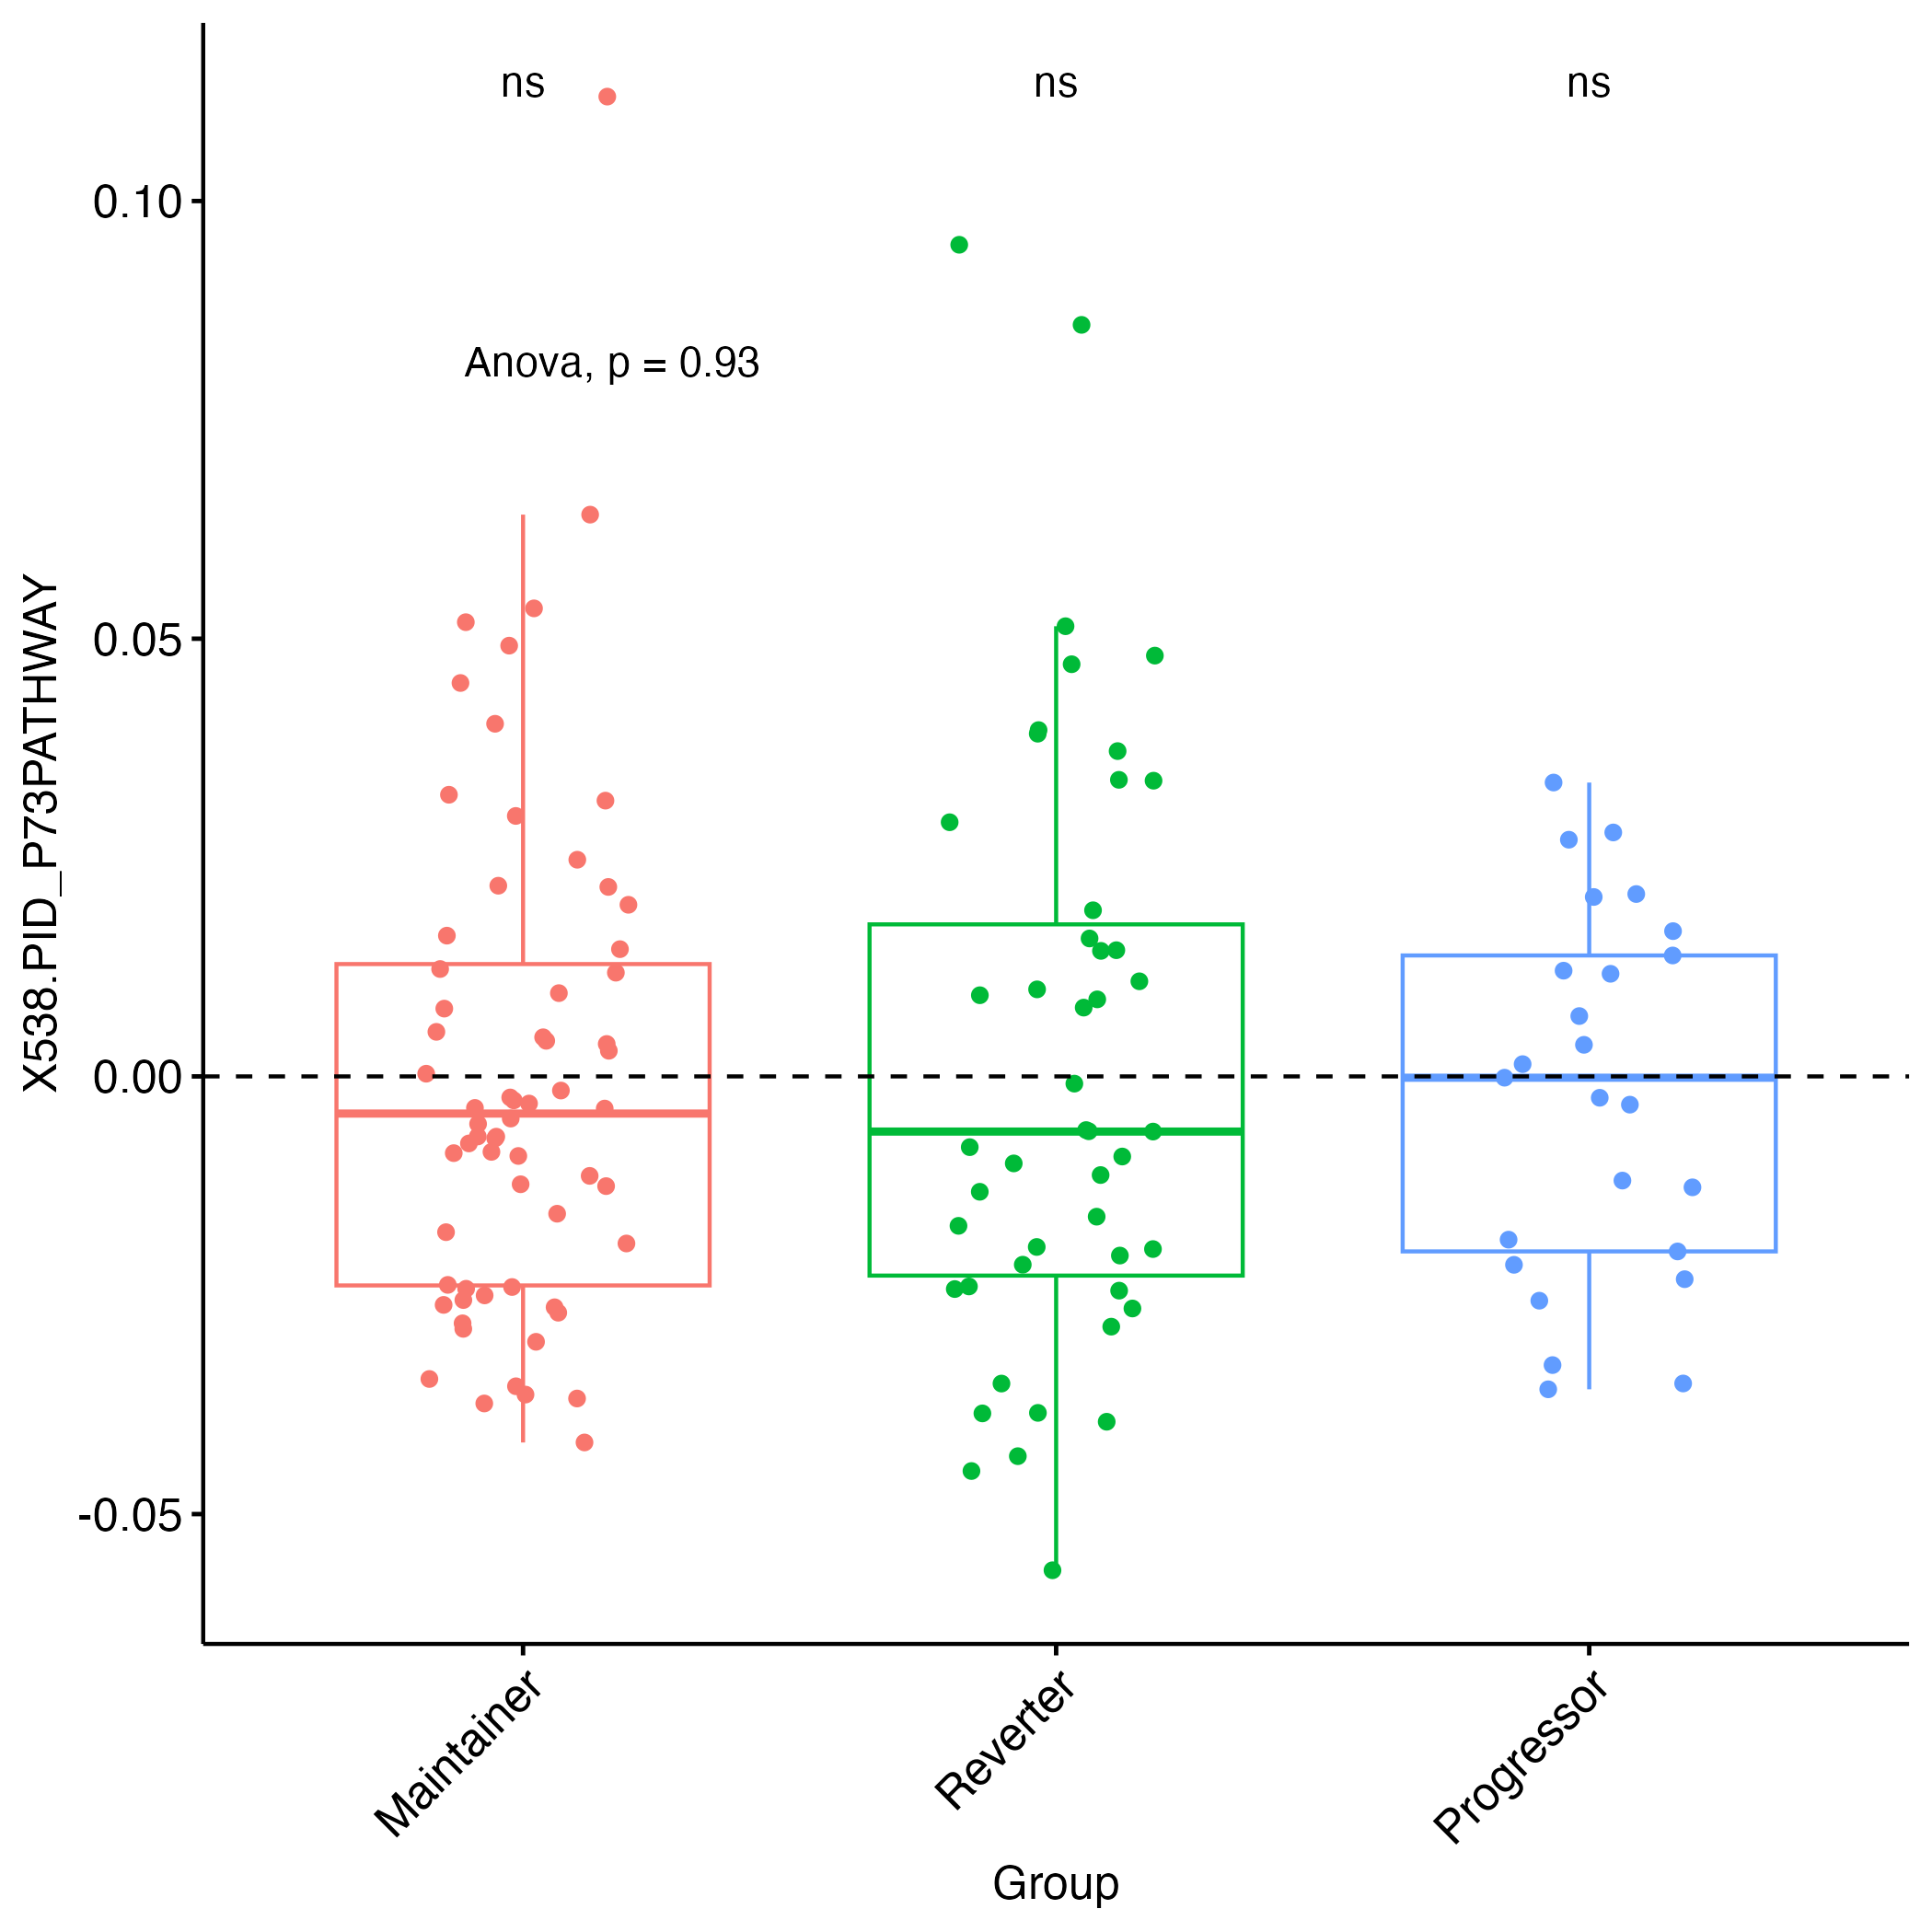 ns ns ns
Anova, p = 0.93
X538.PID_P73PATHWAY
0.10
0.05
0.00
-0.05
Maintainer
Reverter
Progressor
Group